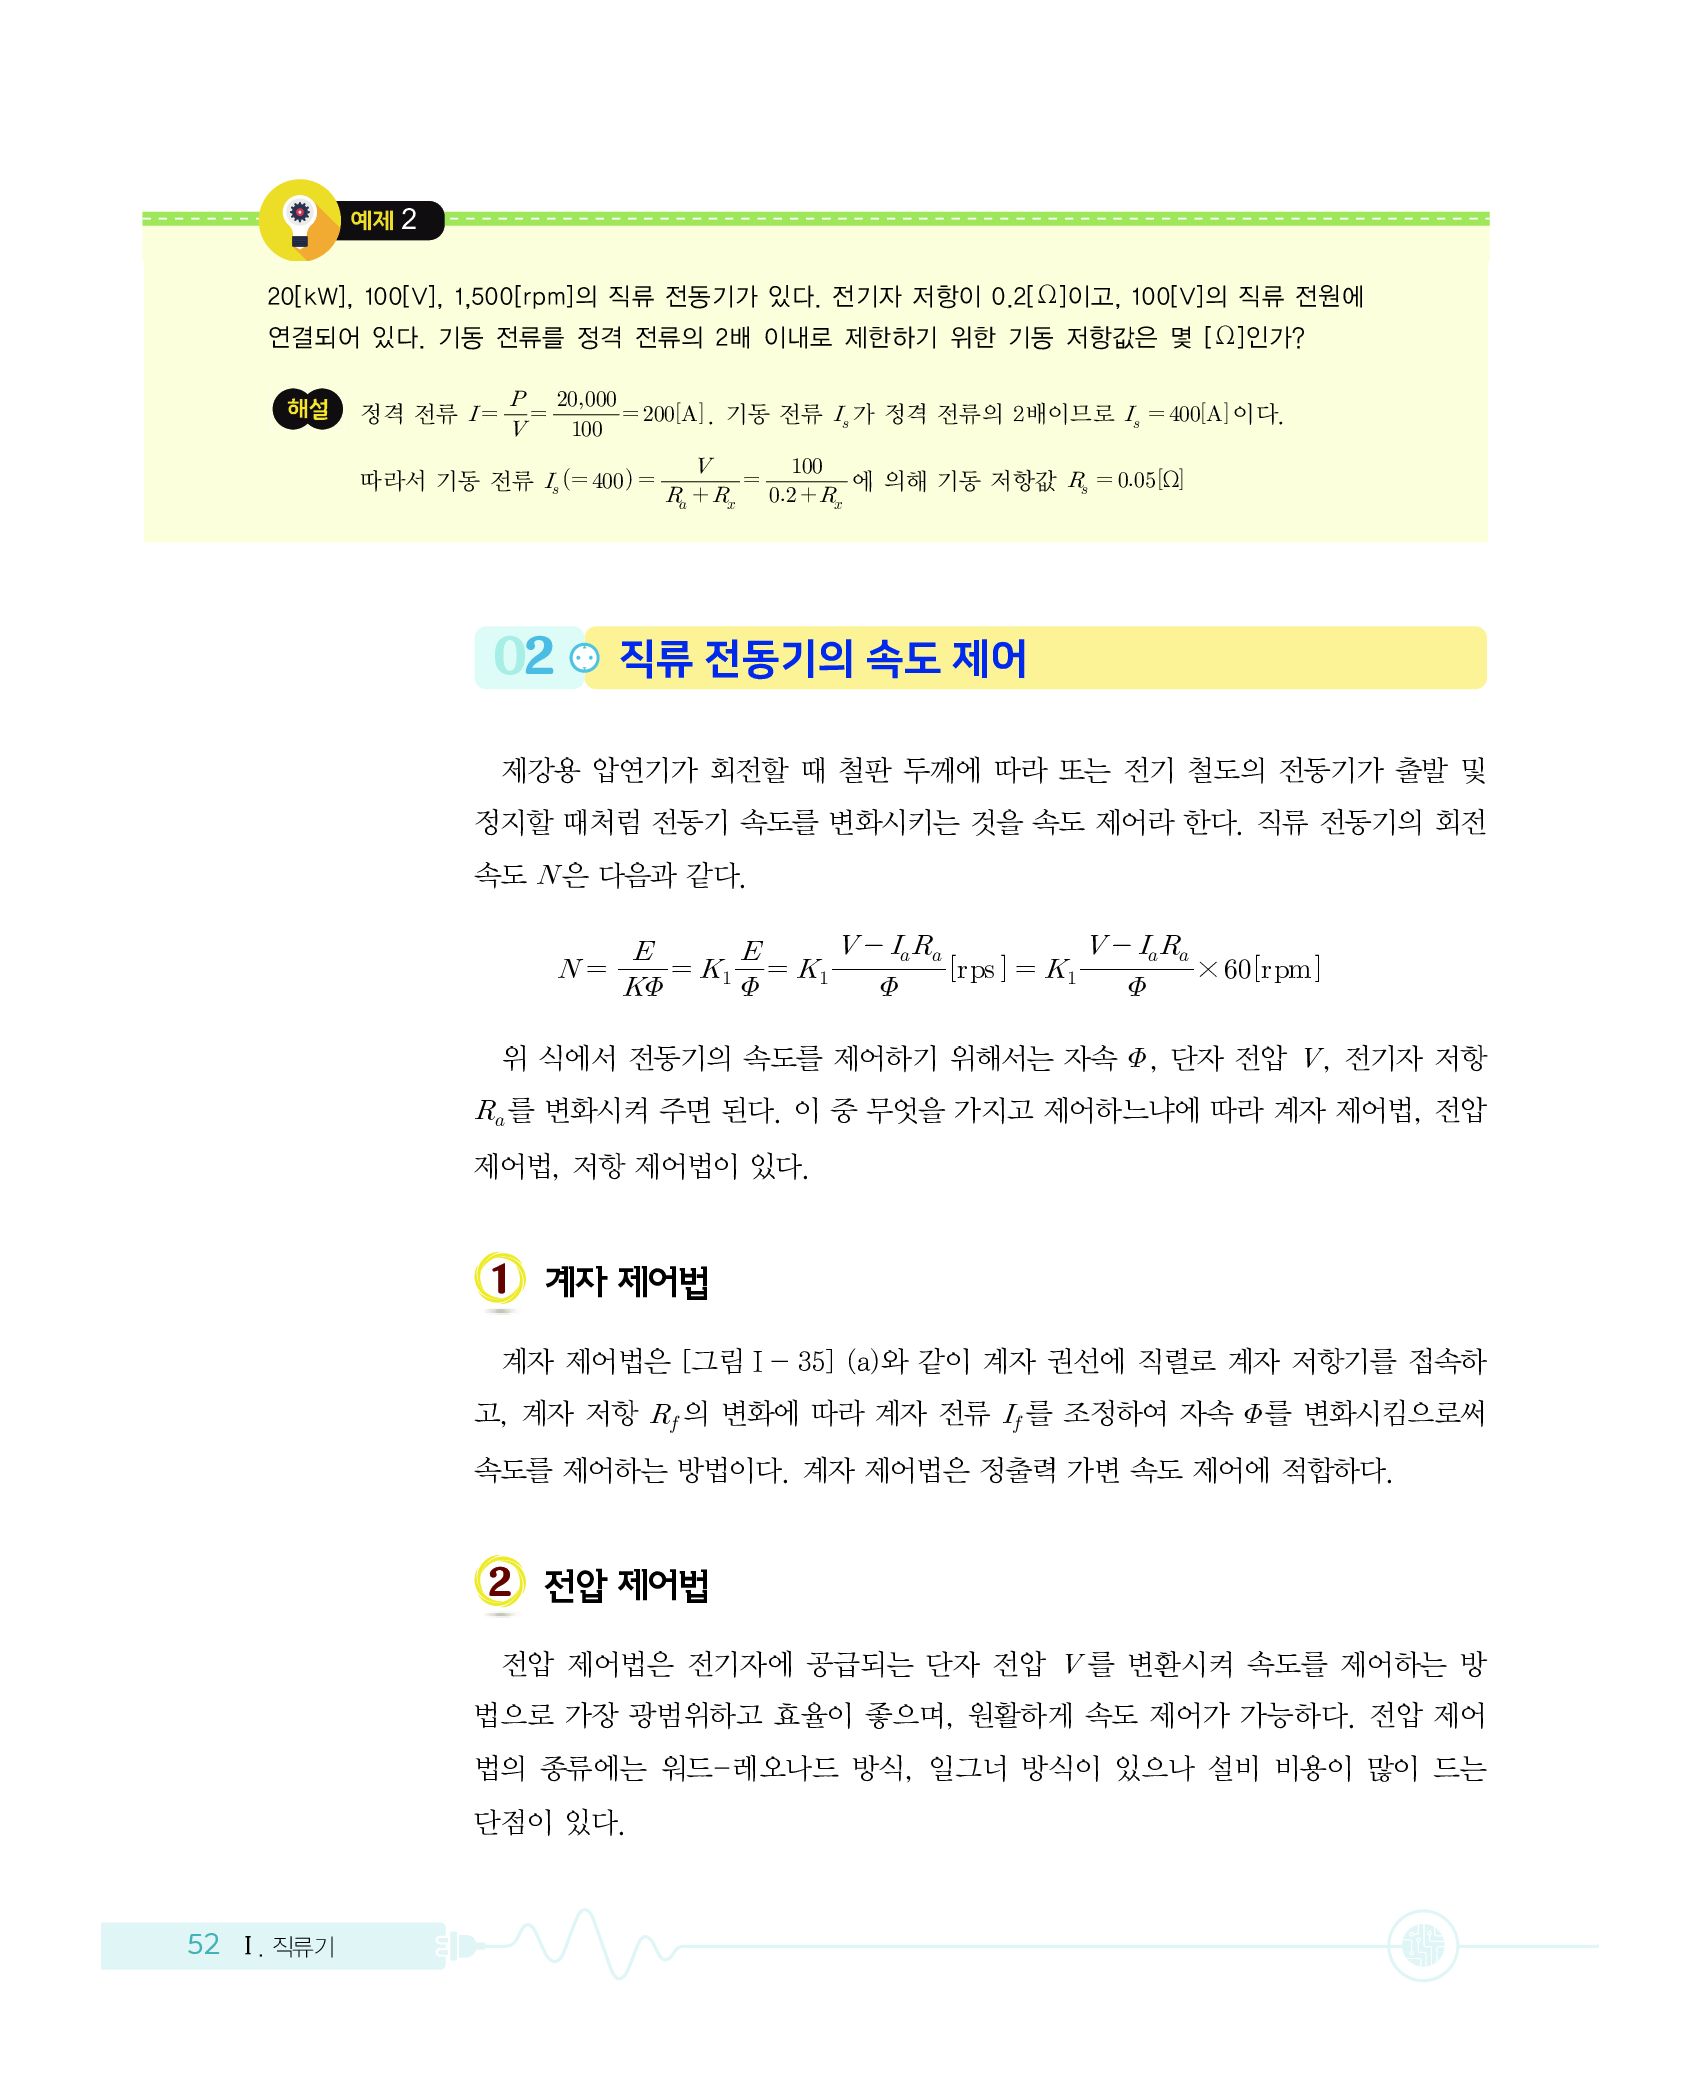 예제 2
20[kW], 100[V], 1,500[rpm]의 직류 전동기가 있다. 전기자 저항이 0.2[Ω]이고, 100[V]의 직류 전원에
연결되어 있다. 기동 전류를 정격 전류의 2배 이내로 제한하기 위한 기동 저항값은 몇 [Ω]인가?
해설 정격 전류 I = P/V = 20,000/100 = 200[A]. 기동 전류 I_s가 정격 전류의 2배이므로 I_s = 400[A]이다.
따라서 기동 전류 I_s(= 400) = V/(R_a + R_x) = 100/(0.2 + R_x)에 의해 기동 저항값 R_s = 0.05[Ω]
02 직류 전동기의 속도 제어
제강용 압연기가 회전할 때 철판 두께에 따라 또는 전기 철도의 전동기가 출발 및
정지할 때처럼 전동기 속도를 변화시키는 것을 속도 제어라 한다. 직류 전동기의 회전
속도 N은 다음과 같다.
N = E/(KΦ) = K₁ E/Φ = K₁ (V − I_a R_a)/Φ [rps] = K₁ (V − I_a R_a)/Φ × 60[rpm]
위 식에서 전동기의 속도를 제어하기 위해서는 자속 Φ, 단자 전압 V, 전기자 저항
R_a를 변화시켜 주면 된다. 이 중 무엇을 가지고 제어하느냐에 따라 계자 제어법, 전압
제어법, 저항 제어법이 있다.
1 계자 제어법
계자 제어법은 [그림 I − 35] (a)와 같이 계자 권선에 직렬로 계자 저항기를 접속하
고, 계자 저항 R_f의 변화에 따라 계자 전류 I_f를 조정하여 자속 Φ를 변화시킴으로써
속도를 제어하는 방법이다. 계자 제어법은 정출력 가변 속도 제어에 적합하다.
2 전압 제어법
전압 제어법은 전기자에 공급되는 단자 전압 V를 변환시켜 속도를 제어하는 방
법으로 가장 광범위하고 효율이 좋으며, 원활하게 속도 제어가 가능하다. 전압 제어
법의 종류에는 워드-레오나드 방식, 일그너 방식이 있으나 설비 비용이 많이 드는
단점이 있다.
52 I. 직류기